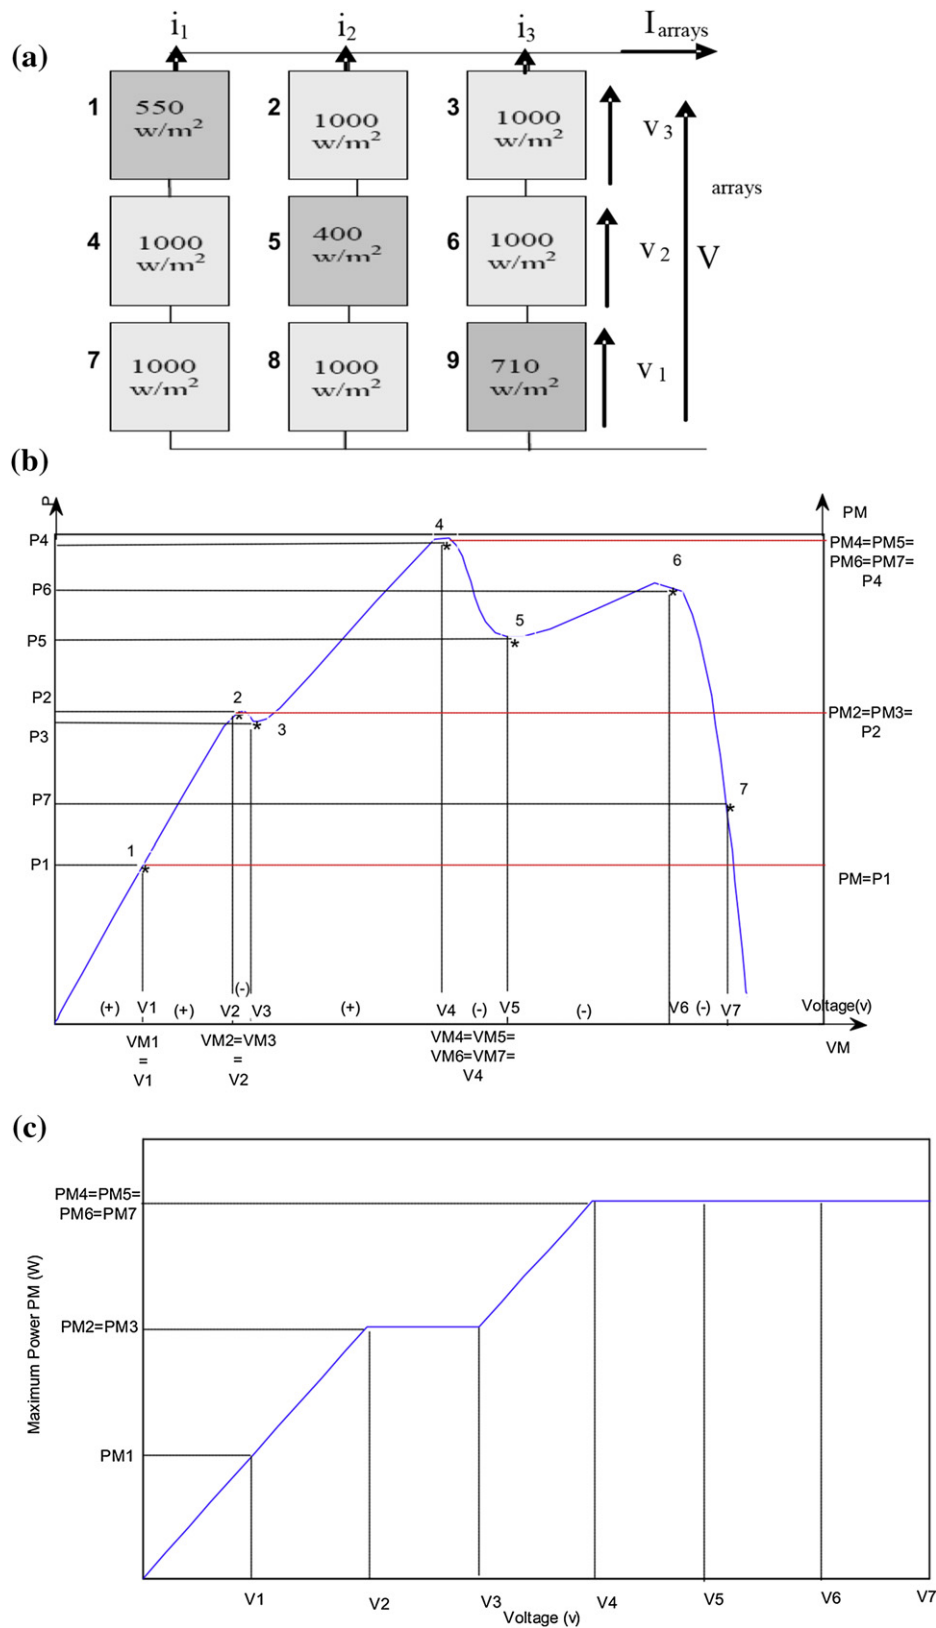 (a)
i1 i2 i3 Iarrays
1 550 w/m² 2 1000 w/m² 3 1000 w/m² v3
arrays
4 1000 w/m² 5 400 w/m² 6 1000 w/m² v2 V
7 1000 w/m² 8 1000 w/m² 9 710 w/m² v1
(b)
P PM
4
P4 PM4=PM5=
PM6=PM7=
P4
6
P6
5
P5
P2 2 PM2=PM3=
P2
P3 3
P7 7
P1 1 PM=P1
(+) V1 (+) V2 (-) V3 (+) V4 (-) V5 (-) V6 (-) V7 Voltage(v)
VM1 VM2=VM3 VM4=VM5= VM
= = VM6=VM7=
V1 V2 =
V4
(c)
PM4=PM5=
PM6=PM7
PM2=PM3
PM1
Maximum Power PM (W)
V1 V2 V3 V4 V5 V6 V7
Voltage (v)